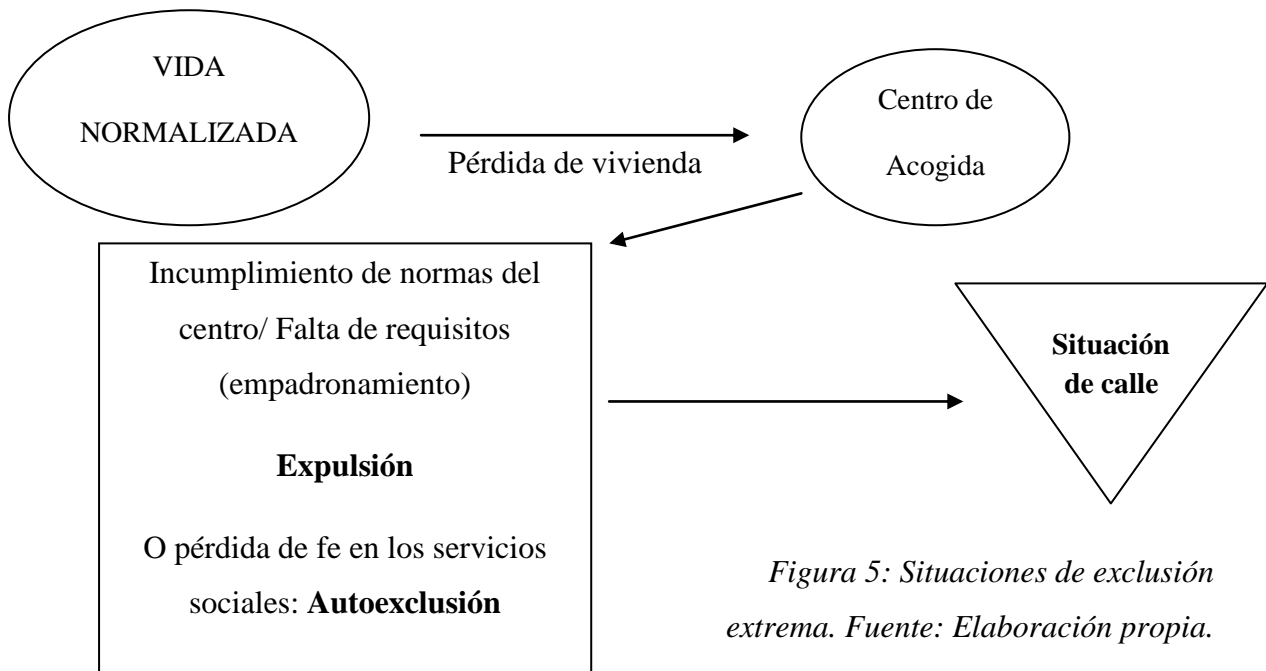 VIDA
NORMALIZADA
Pérdida de vivienda
Centro de
Acogida
Incumplimiento de normas del
centro/ Falta de requisitos
(empadronamiento)
Expulsión
O pérdida de fe en los servicios
sociales: Autoexclusión
Situación
de calle
Figura 5: Situaciones de exclusión
extrema. Fuente: Elaboración propia.